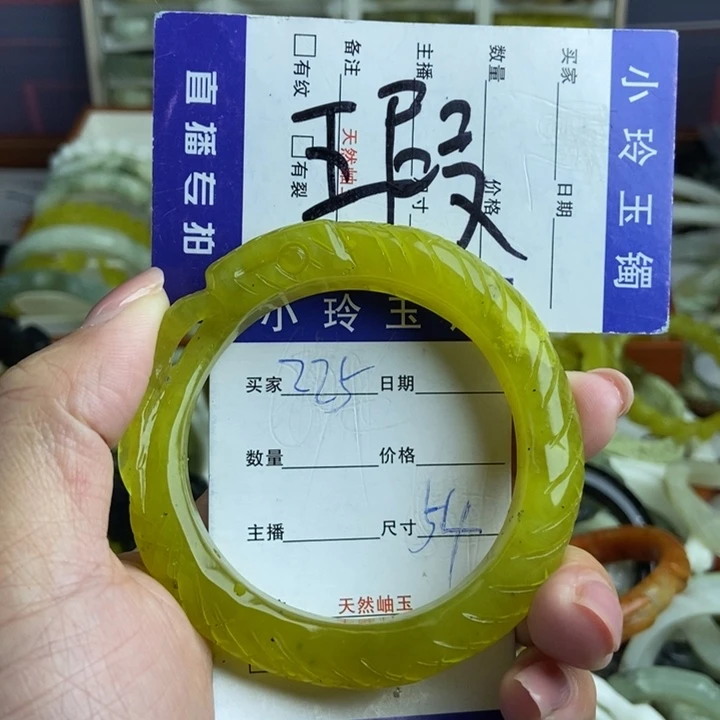 小玲玉镯
买家 日期
数量 价格
主播 尺寸
备注 天然岫
有纹 有裂
直播专拍
瑕
小玲玉
买家 225 日期
数量 价格
主播 尺寸 54
天然岫玉